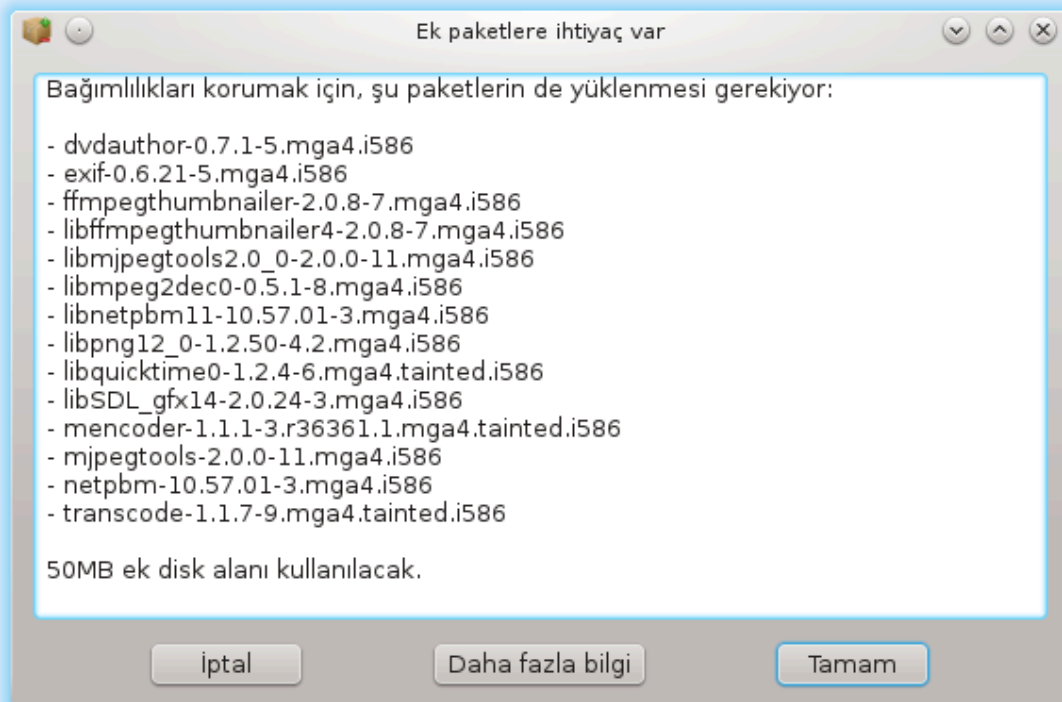 Ek paketlere ihtiyaç var
Bağımlılıkları korumak için, şu paketlerin de yüklenmesi gerekiyor:
- dvdauthor-0.7.1-5.mga4.i586
- exif-0.6.21-5.mga4.i586
- ffmpegthumbnailer-2.0.8-7.mga4.i586
- libffmpegthumbnailer4-2.0.8-7.mga4.i586
- libmjpegtools2.0_0-2.0.0-11.mga4.i586
- libmpeg2dec0-0.5.1-8.mga4.i586
- libnetpbm11-10.57.01-3.mga4.i586
- libpng12_0-1.2.50-4.2.mga4.i586
- libquicktime0-1.2.4-6.mga4.tainted.i586
- libSDL_gfx14-2.0.24-3.mga4.i586
- mencoder-1.1.1-3.r36361.1.mga4.tainted.i586
- mjpegtools-2.0.0-11.mga4.i586
- netpbm-10.57.01-3.mga4.i586
- transcode-1.1.7-9.mga4.tainted.i586
50MB ek disk alanı kullanılacak.
İptal
Daha fazla bilgi
Tamam